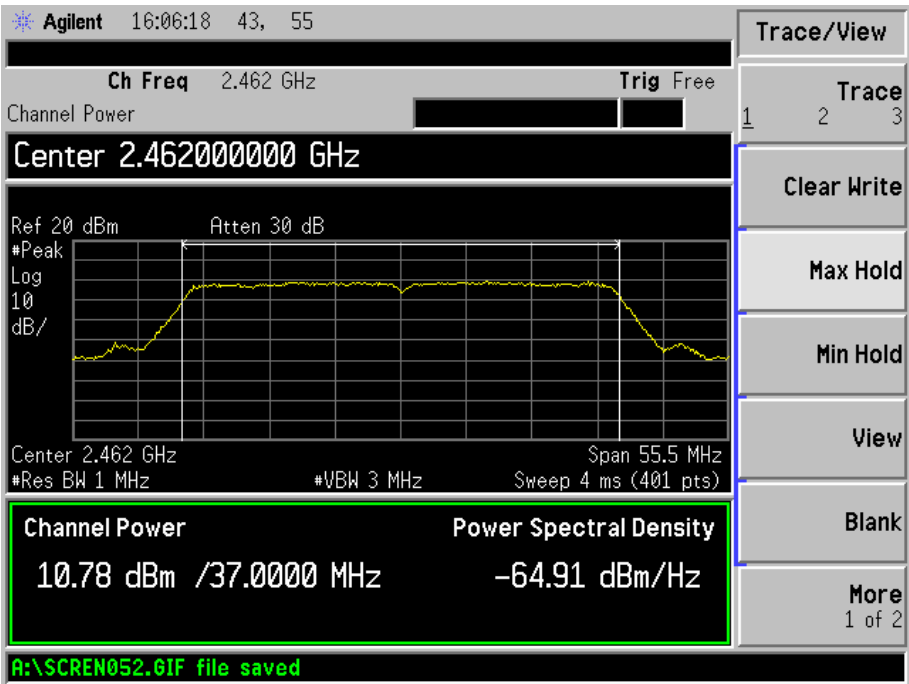 Agilent 16:06:18 43, 55
Trace/View
Ch Freq 2.462 GHz Trig Free
Channel Power
Trace
1 2 3
Center 2.462000000 GHz
Clear Write
Ref 20 dBm Atten 30 dB
#Peak
Log
10
dB/
Max Hold
Min Hold
View
Center 2.462 GHz Span 55.5 MHz
#Res BW 1 MHz #VBW 3 MHz Sweep 4 ms (401 pts)
Channel Power Power Spectral Density
Blank
10.78 dBm /37.0000 MHz -64.91 dBm/Hz
More
1 of 2
A:\SCREN052.GIF file saved